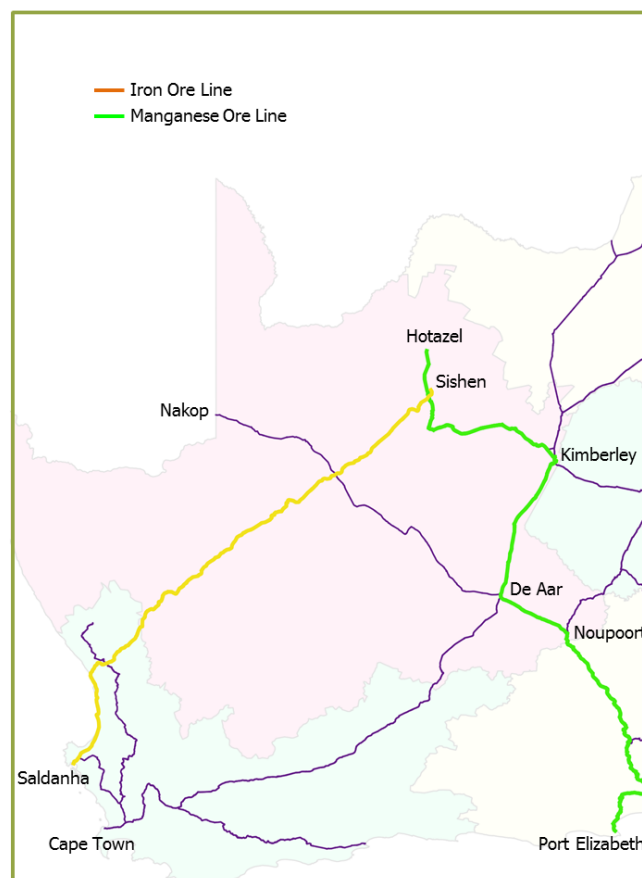 Iron Ore Line
Manganese Ore Line
Hotazel
Sishen
Nakop
Kimberley
De Aar
Noupoort
Saldanha
Cape Town
Port Elizabeth